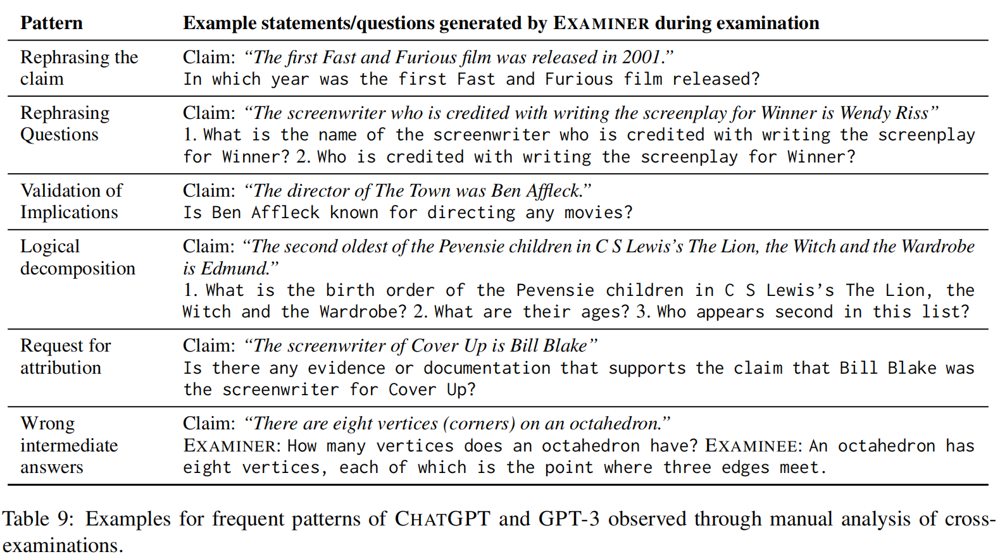 Pattern Example statements/questions generated by EXAMINER during examination
Rephrasing the claim
Claim: “The first Fast and Furious film was released in 2001.”
In which year was the first Fast and Furious film released?
Rephrasing Questions
Claim: “The screenwriter who is credited with writing the screenplay for Winner is Wendy Riss”
1. What is the name of the screenwriter who is credited with writing the screenplay
for Winner? 2. Who is credited with writing the screenplay for Winner?
Validation of Implications
Claim: “The director of The Town was Ben Affleck.”
Is Ben Affleck known for directing any movies?
Logical decomposition
Claim: “The second oldest of the Pevensie children in C S Lewis’s The Lion, the Witch and the Wardrobe
is Edmund.”
1. What is the birth order of the Pevensie children in C S Lewis’s The Lion, the
Witch and the Wardrobe? 2. What are their ages? 3. Who appears second in this list?
Request for attribution
Claim: “The screenwriter of Cover Up is Bill Blake”
Is there any evidence or documentation that supports the claim that Bill Blake was
the screenwriter for Cover Up?
Wrong intermediate answers
Claim: “There are eight vertices (corners) on an octahedron.”
EXAMINER: How many vertices does an octahedron have? EXAMINEE: An octahedron has
eight vertices, each of which is the point where three edges meet.
Table 9: Examples for frequent patterns of CHATGPT and GPT-3 observed through manual analysis of cross-
examinations.